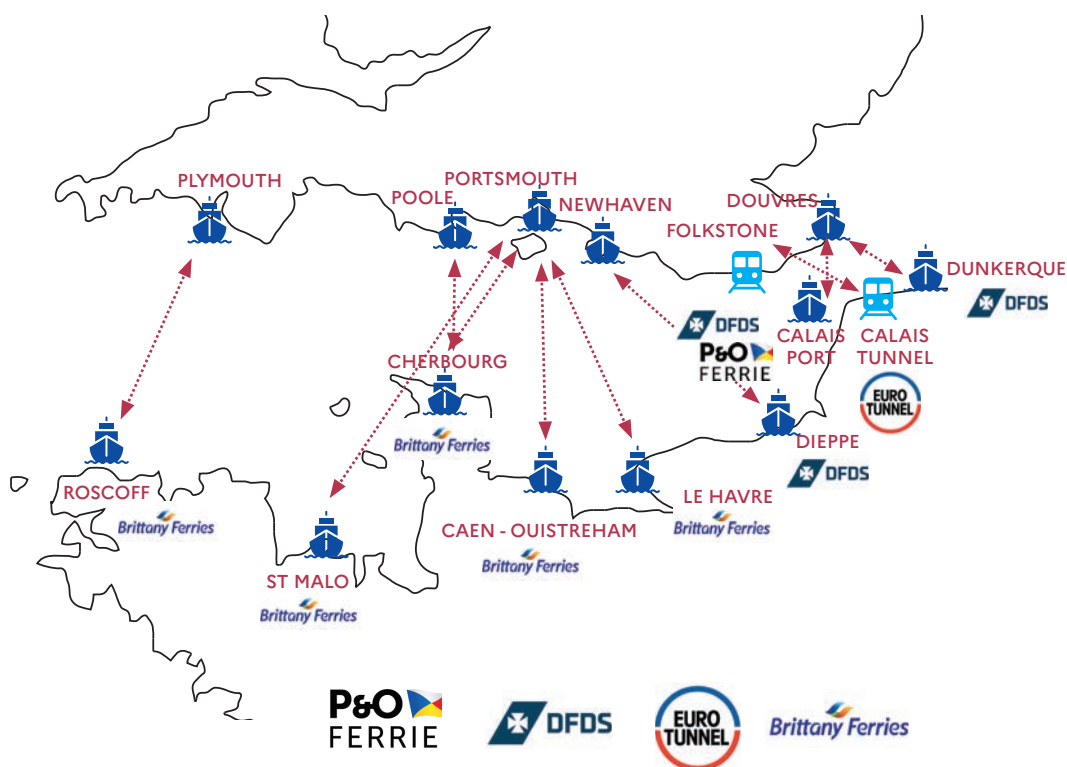 PLYMOUTH
PORTSMOUTH
POOLE
NEWHAVEN
DOUVRES
FOLKSTONE
DUNKERQUE
DFDS
DFDS
P&O
FERRIE
CALAIS
PORT
CALAIS
TUNNEL
EURO
TUNNEL
CHERBOURG
Brittany Ferries
DIEPPE
DFDS
ROSCOFF
Brittany Ferries
LE HAVRE
Brittany Ferries
CAEN - OUISTREHAM
Brittany Ferries
ST MALO
Brittany Ferries
P&O
FERRIE
DFDS
EURO
TUNNEL
Brittany Ferries